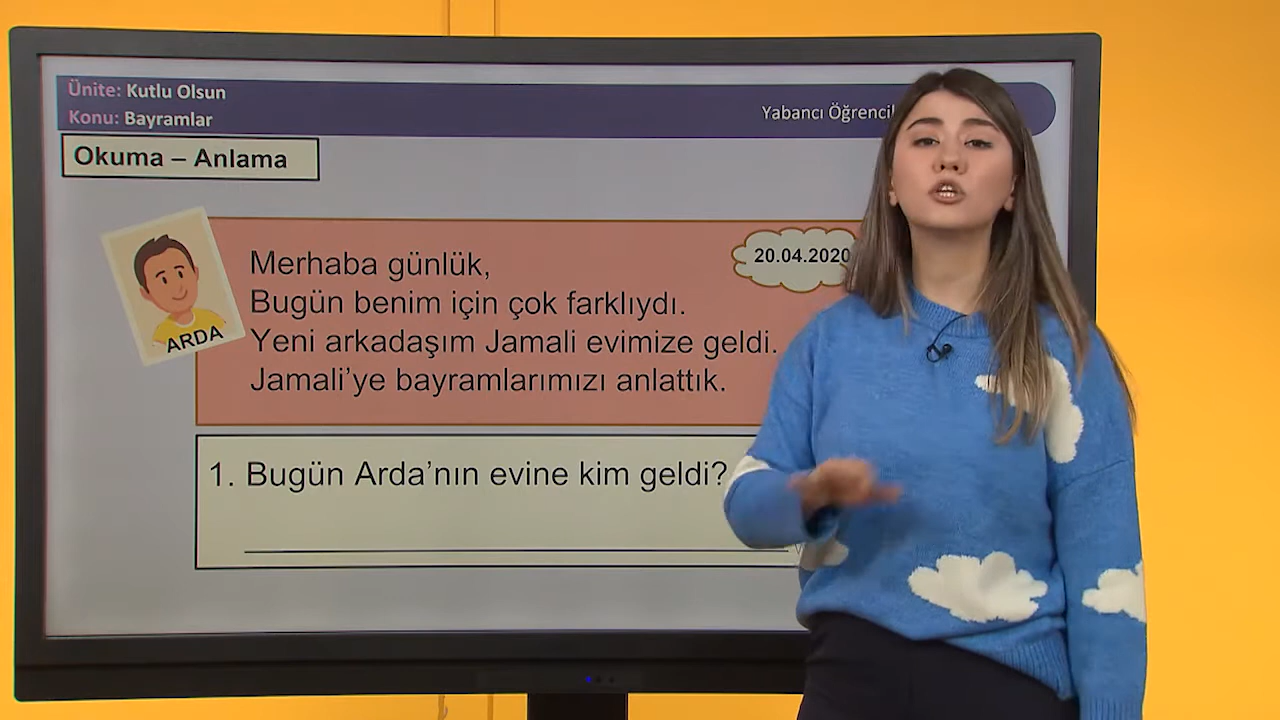 Ünite: Kutlu Olsun
Konu: Bayramlar
Yabancı
Okuma – Anlama
ARDA
20.04.2020
Merhaba günlük,
Bugün benim için çok farklıydı.
Yeni arkadaşım Jamali evimize geldi.
Jamali’ye bayramlarımızı anlattık.
1. Bugün Arda’nın evine kim geldi?